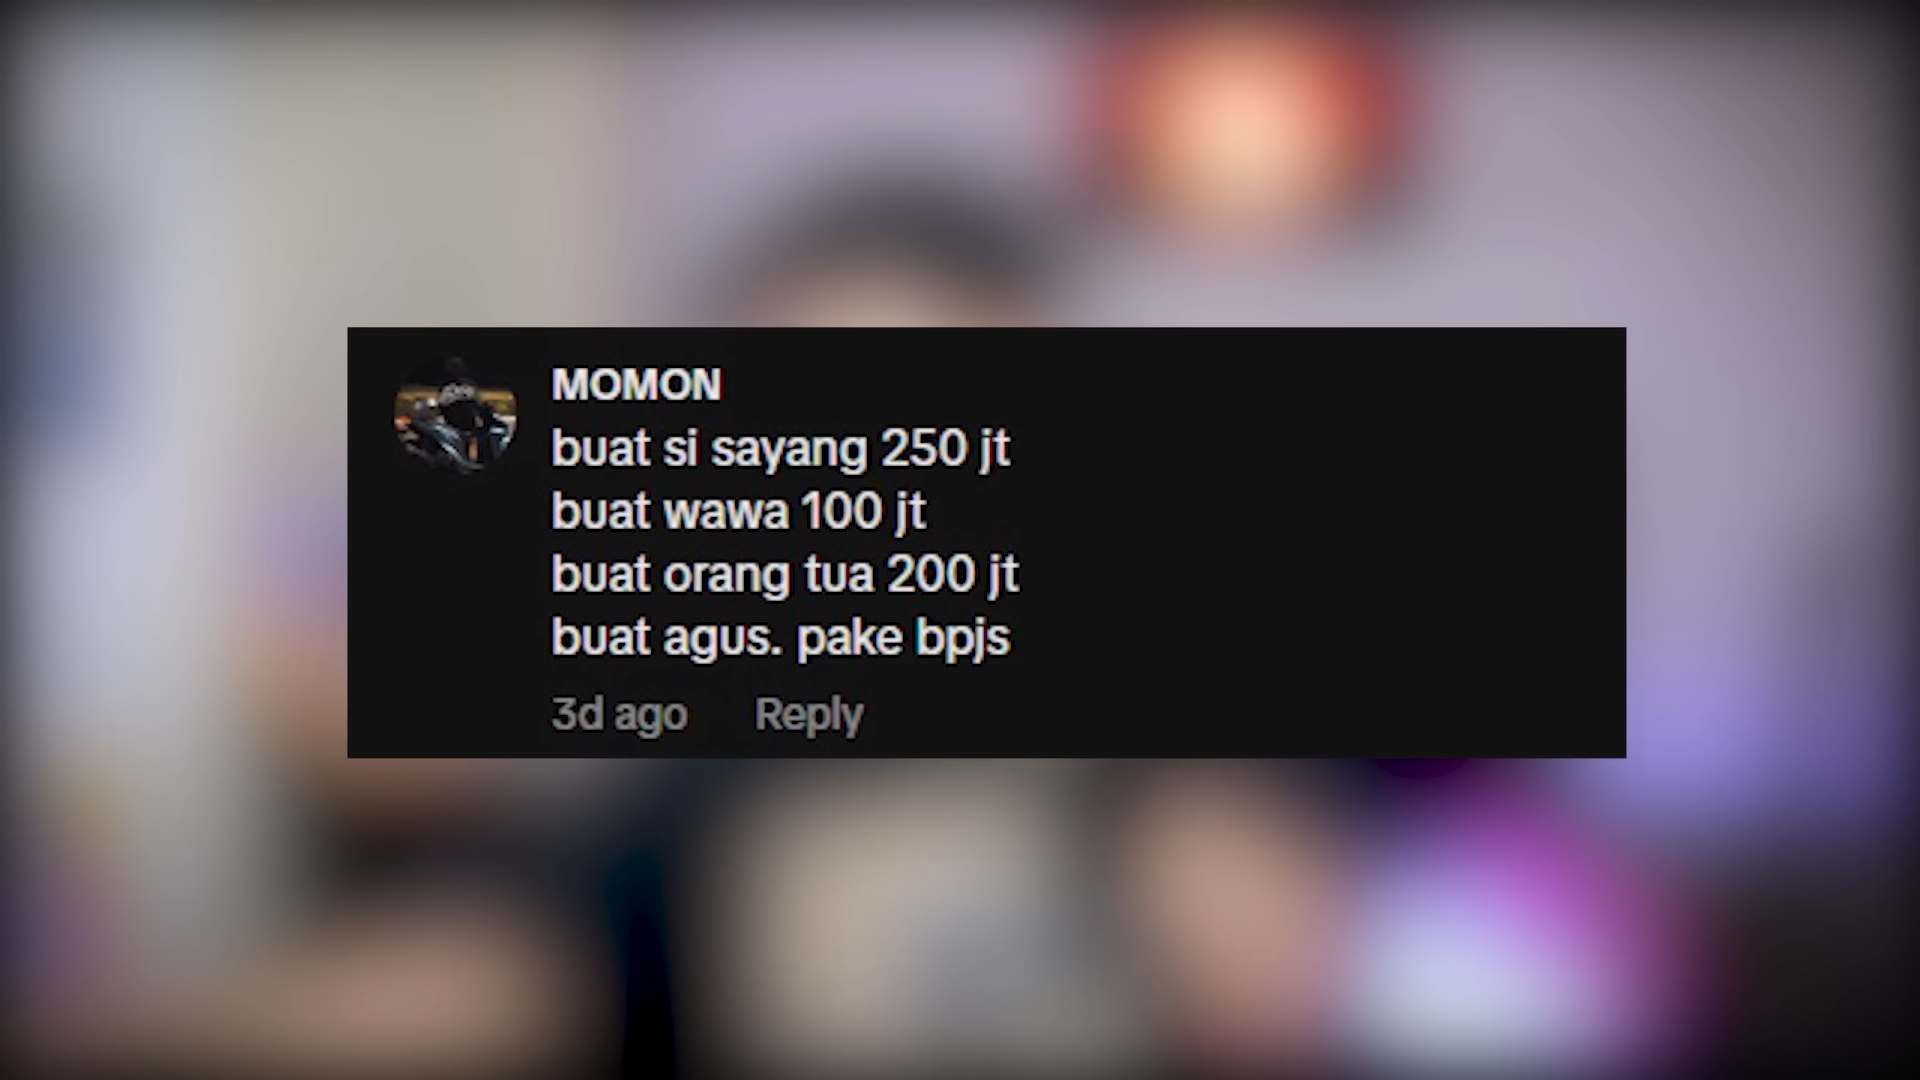 MOMON
buat si sayang 250 jt
buat wawa 100 jt
buat orang tua 200 jt
buat agus. pake bpjs
3d ago Reply